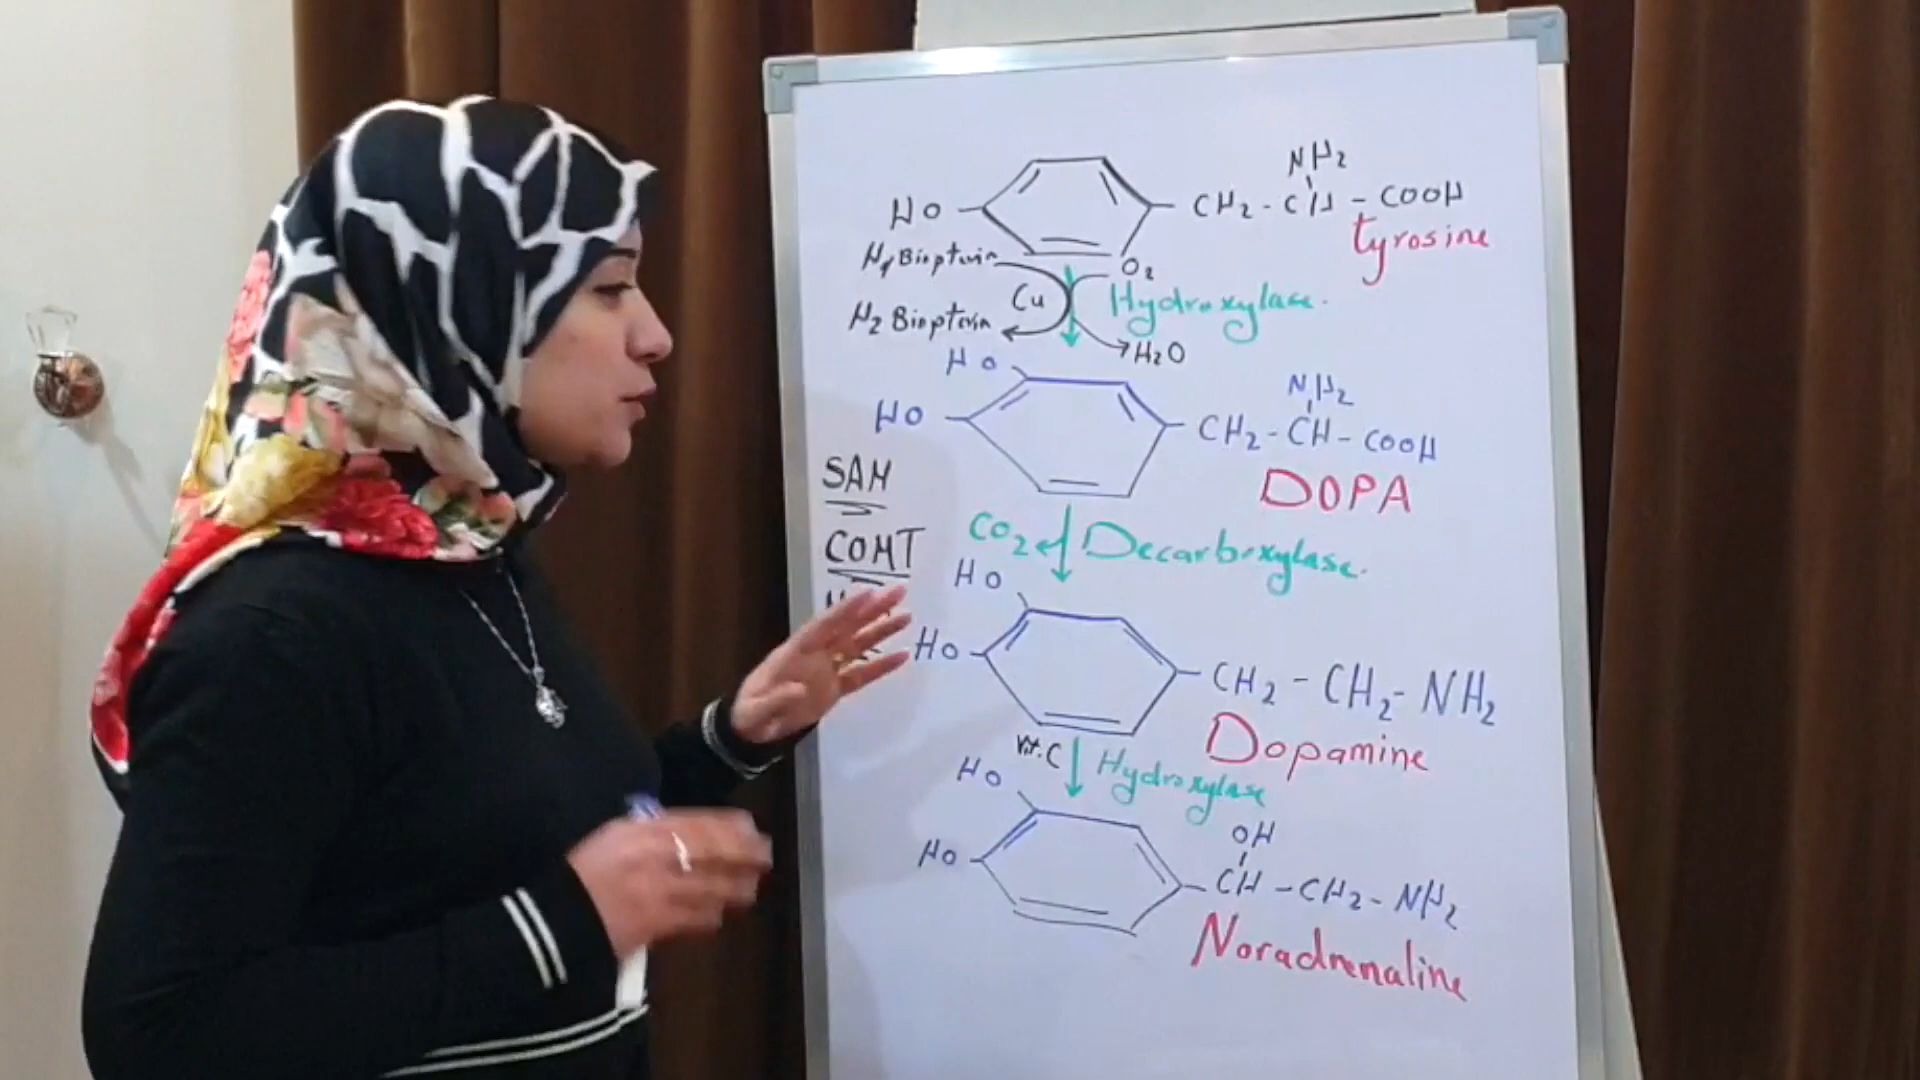 NH2
HO CH2-CH-COOH
tyrosine
H4 Biopterin O2
Cu Hydroxylase.
H2 Biopterin H2O
HO
NH2
HO CH2-CH-COOH
DOPA
SAM
CO2 Decarboxylase.
COMT
HO
HO CH2-CH2-NH2
Dopamine
Vit.C Hydroxylase
HO
OH
HO CH-CH2-NH2
Noradrenaline